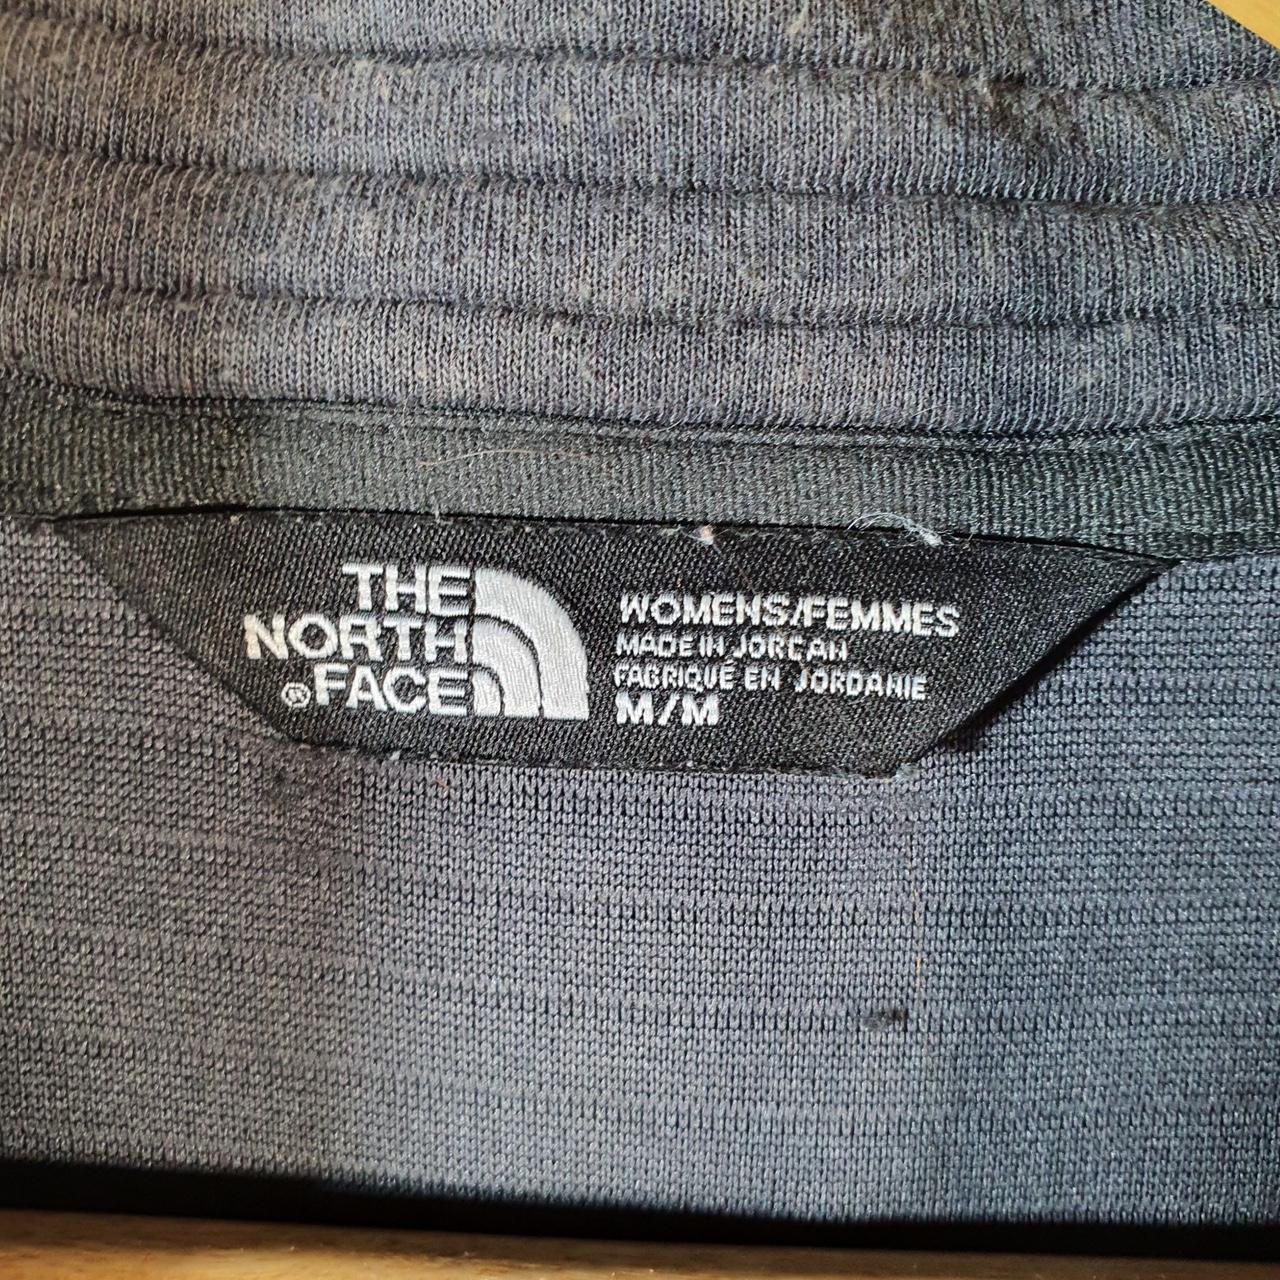 THE
NORTH
® FACE
WOMENS/FEMMES
MADE IN JORDAN
FABRIQUÉ EN JORDANIE
M/M